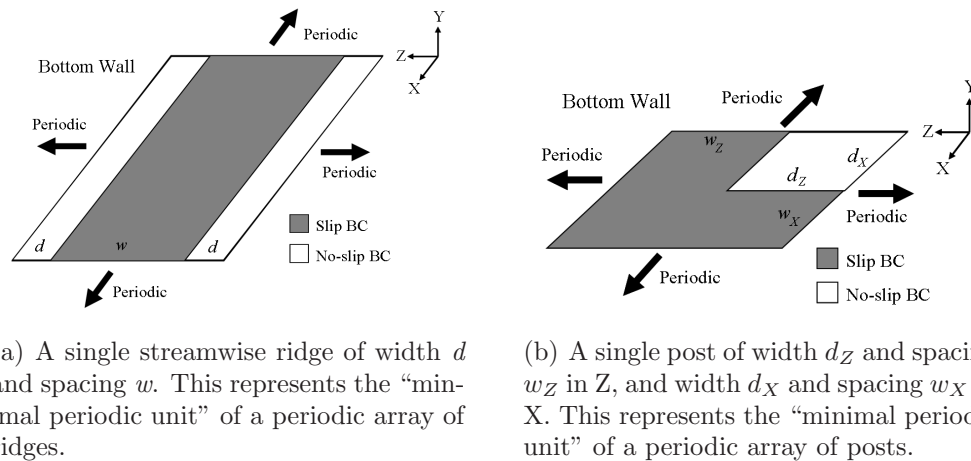 Periodic
Y
Z
X
Bottom Wall
Periodic
Periodic
Slip BC
No-slip BC
d
w
d
Periodic
Y
Z
X
Periodic
Bottom Wall
w_Z
d_X
Periodic
d_Z
w_X
Periodic
Slip BC
No-slip BC
Periodic
a) A single streamwise ridge of width d
and spacing w. This represents the “min-
mal periodic unit” of a periodic array of
idges.
(b) A single post of width d_Z and spacin
w_Z in Z, and width d_X and spacing w_X
X. This represents the “minimal period
unit” of a periodic array of posts.